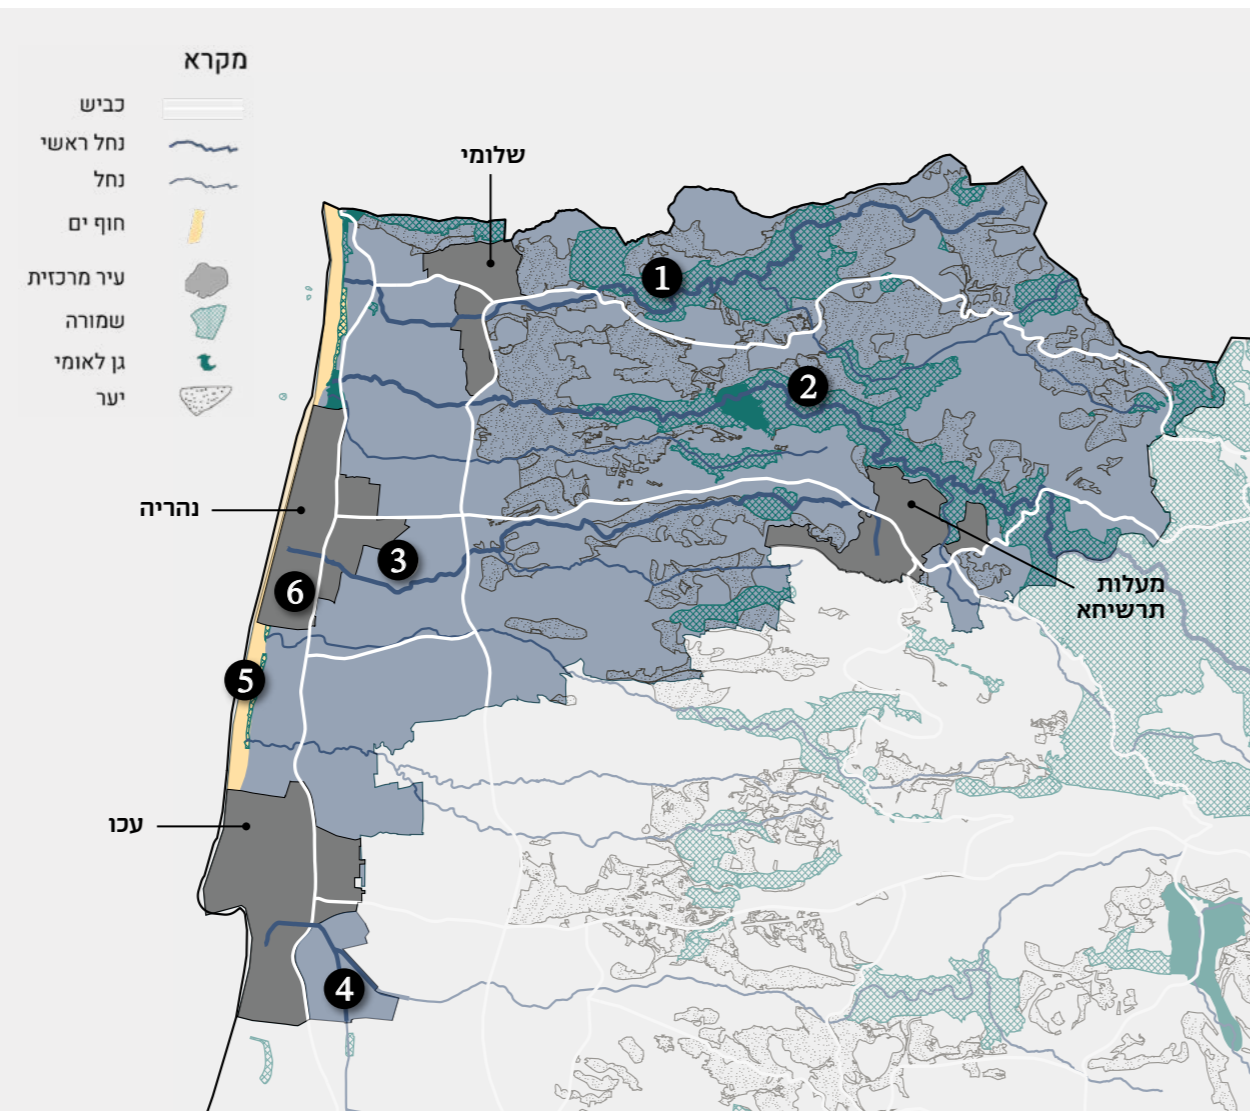 מקרא
כביש
נחל ראשי
נחל
חוף ים
עיר מרכזית
שמורה
גן לאומי
יער
שלומי
1
2
נהריה
3
6
מעלות
תרשיחא
5
עכו
4